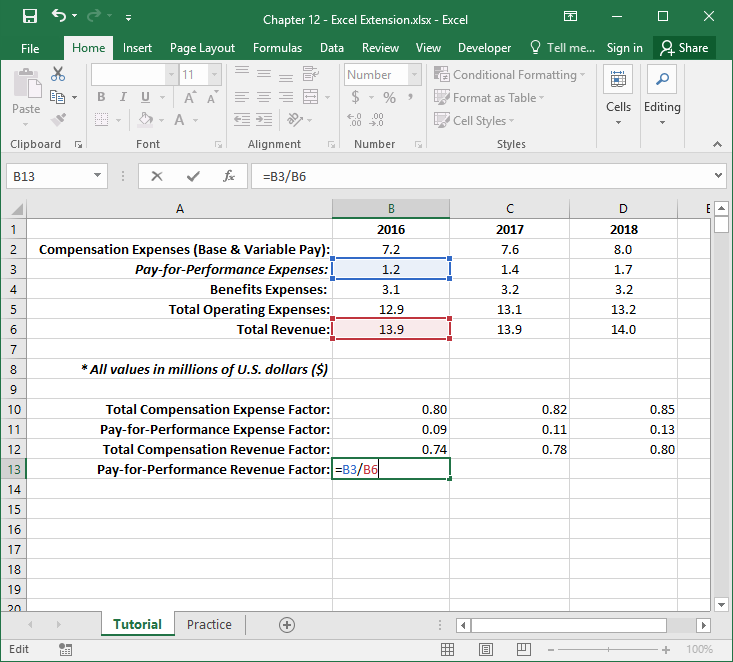 Chapter 12 - Excel Extension.xlsx - Excel
File Home Insert Page Layout Formulas Data Review View Developer Tell me... Sign in Share
Paste
11
B I U A A
A
Number
$ % ,
.0 .00
Conditional Formatting
Format as Table
Cell Styles
Cells Editing
Clipboard Font Alignment Number Styles
B13 fx =B3/B6
A B C D E
1 2016 2017 2018
2 Compensation Expenses (Base & Variable Pay): 7.2 7.6 8.0
3 Pay-for-Performance Expenses: 1.2 1.4 1.7
4 Benefits Expenses: 3.1 3.2 3.2
5 Total Operating Expenses: 12.9 13.1 13.2
6 Total Revenue: 13.9 13.9 14.0
7
8 * All values in millions of U.S. dollars ($)
9
10 Total Compensation Expense Factor: 0.80 0.82 0.85
11 Pay-for-Performance Expense Factor: 0.09 0.11 0.13
12 Total Compensation Revenue Factor: 0.74 0.78 0.80
13 Pay-for-Performance Revenue Factor: =B3/B6
14
15
16
17
18
19
20
Tutorial Practice
Edit 100%